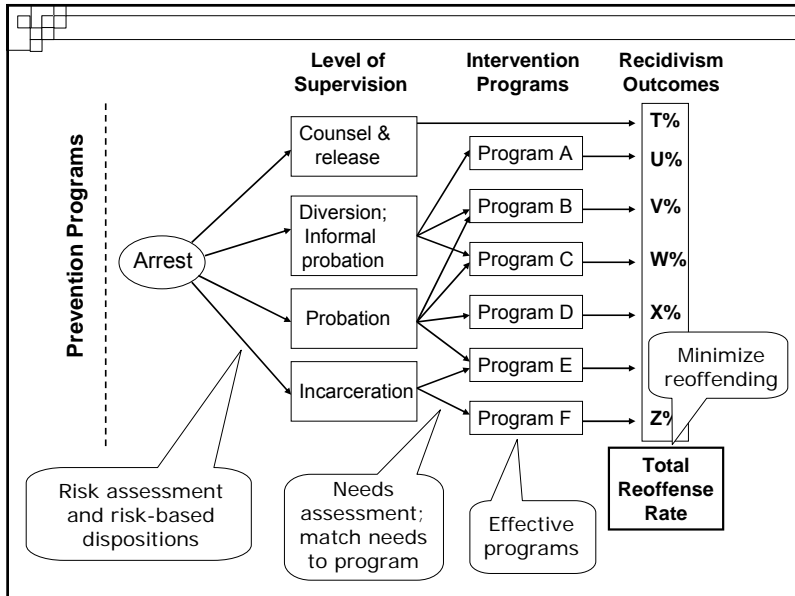 Level of
Supervision
Intervention
Programs
Recidivism
Outcomes
Prevention Programs
Arrest
Counsel &
release
Diversion;
Informal
probation
Probation
Incarceration
Program A
Program B
Program C
Program D
Program E
Program F
T%
U%
V%
W%
X%
Z%
Minimize
reoffending
Total
Reoffense
Rate
Risk assessment
and risk-based
dispositions
Needs
assessment;
match needs
to program
Effective
programs